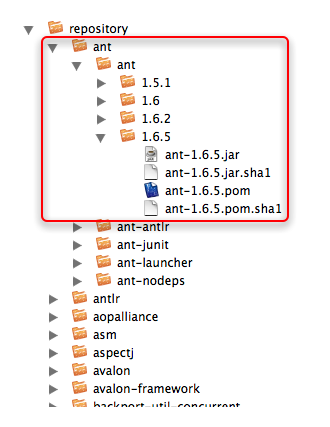 repository
ant
ant
1.5.1
1.6
1.6.2
1.6.5
ant-1.6.5.jar
ant-1.6.5.jar.sha1
ant-1.6.5.pom
ant-1.6.5.pom.sha1
ant-antlr
ant-junit
ant-launcher
ant-nodeps
antlr
aopalliance
asm
aspectj
avalon
avalon-framework
backport-util-concurrent